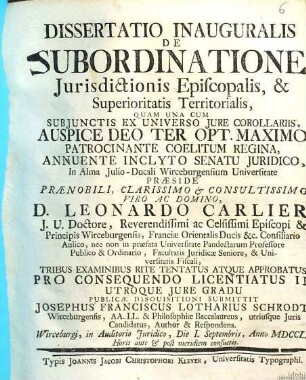 6
DISSERTATIO INAUGURALIS
DE
SUBORDINATIONE
Jurisdictionis Episcopalis, &
Superioritatis Territorialis,
QUAM UNA CUM
SUBJUNCTIS EX UNIVERSO JURE COROLLARIIS,
AUSPICE DEO TER OPT. MAXIMO
PATROCINANTE COELITUM REGINA,
ANNUENTE INCLYTO SENATU JURIDICO,
In Alma Julio-Ducali Wirceburgensium Universitate
PRÆSIDE
PRÆNOBILI, CLARISSIMO & CONSULTISSIMO
VIRO AC DOMINO,
D. LEONARDO CARLIER
J. U. Doctore, Reverendissimi ac Celsissimi Episcopi &
Principis Wirceburgensis, Franciæ Orientalis Ducis &c. Consiliario
Aulico, nec non in præfata Universitate Pandectarum Professore
Publico & Ordinario, Facultatis Juridicæ Seniore, & Uni-
versitatis Fiscali;
TRIBUS EXAMINIBUS RITE TENTATUS ATQUE APPROBATUS
PRO CONSEQUENDO LICENTIATUS IN
UTROQUE JURE GRADU
PUBLICÆ DISQUISITIONI SUBMITTIT
JOSEPHUS FRANCISCUS LOTHARIUS SCHRODT
Wirceburgensis, AA. LL. & Philosophiæ Baccalaureus, utriusque Juris
Candidatus, Author & Respondens.
Wirceburgi, in Auditorio Juridico, Die I. Septembris, Anno MDCCL
Horis ante & post meridiem consuetis.
Typis JOANNIS JACOBI CHRISTOPHORI KLEYER, Universitatis Typographi.